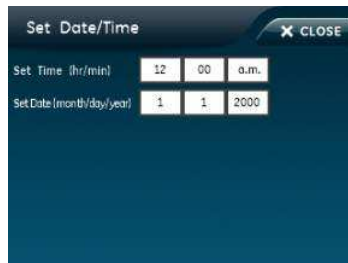 Set Date/Time
X CLOSE
Set Time (hr/min) 12 00 a.m.
Set Date (month/day/year) 1 1 2000